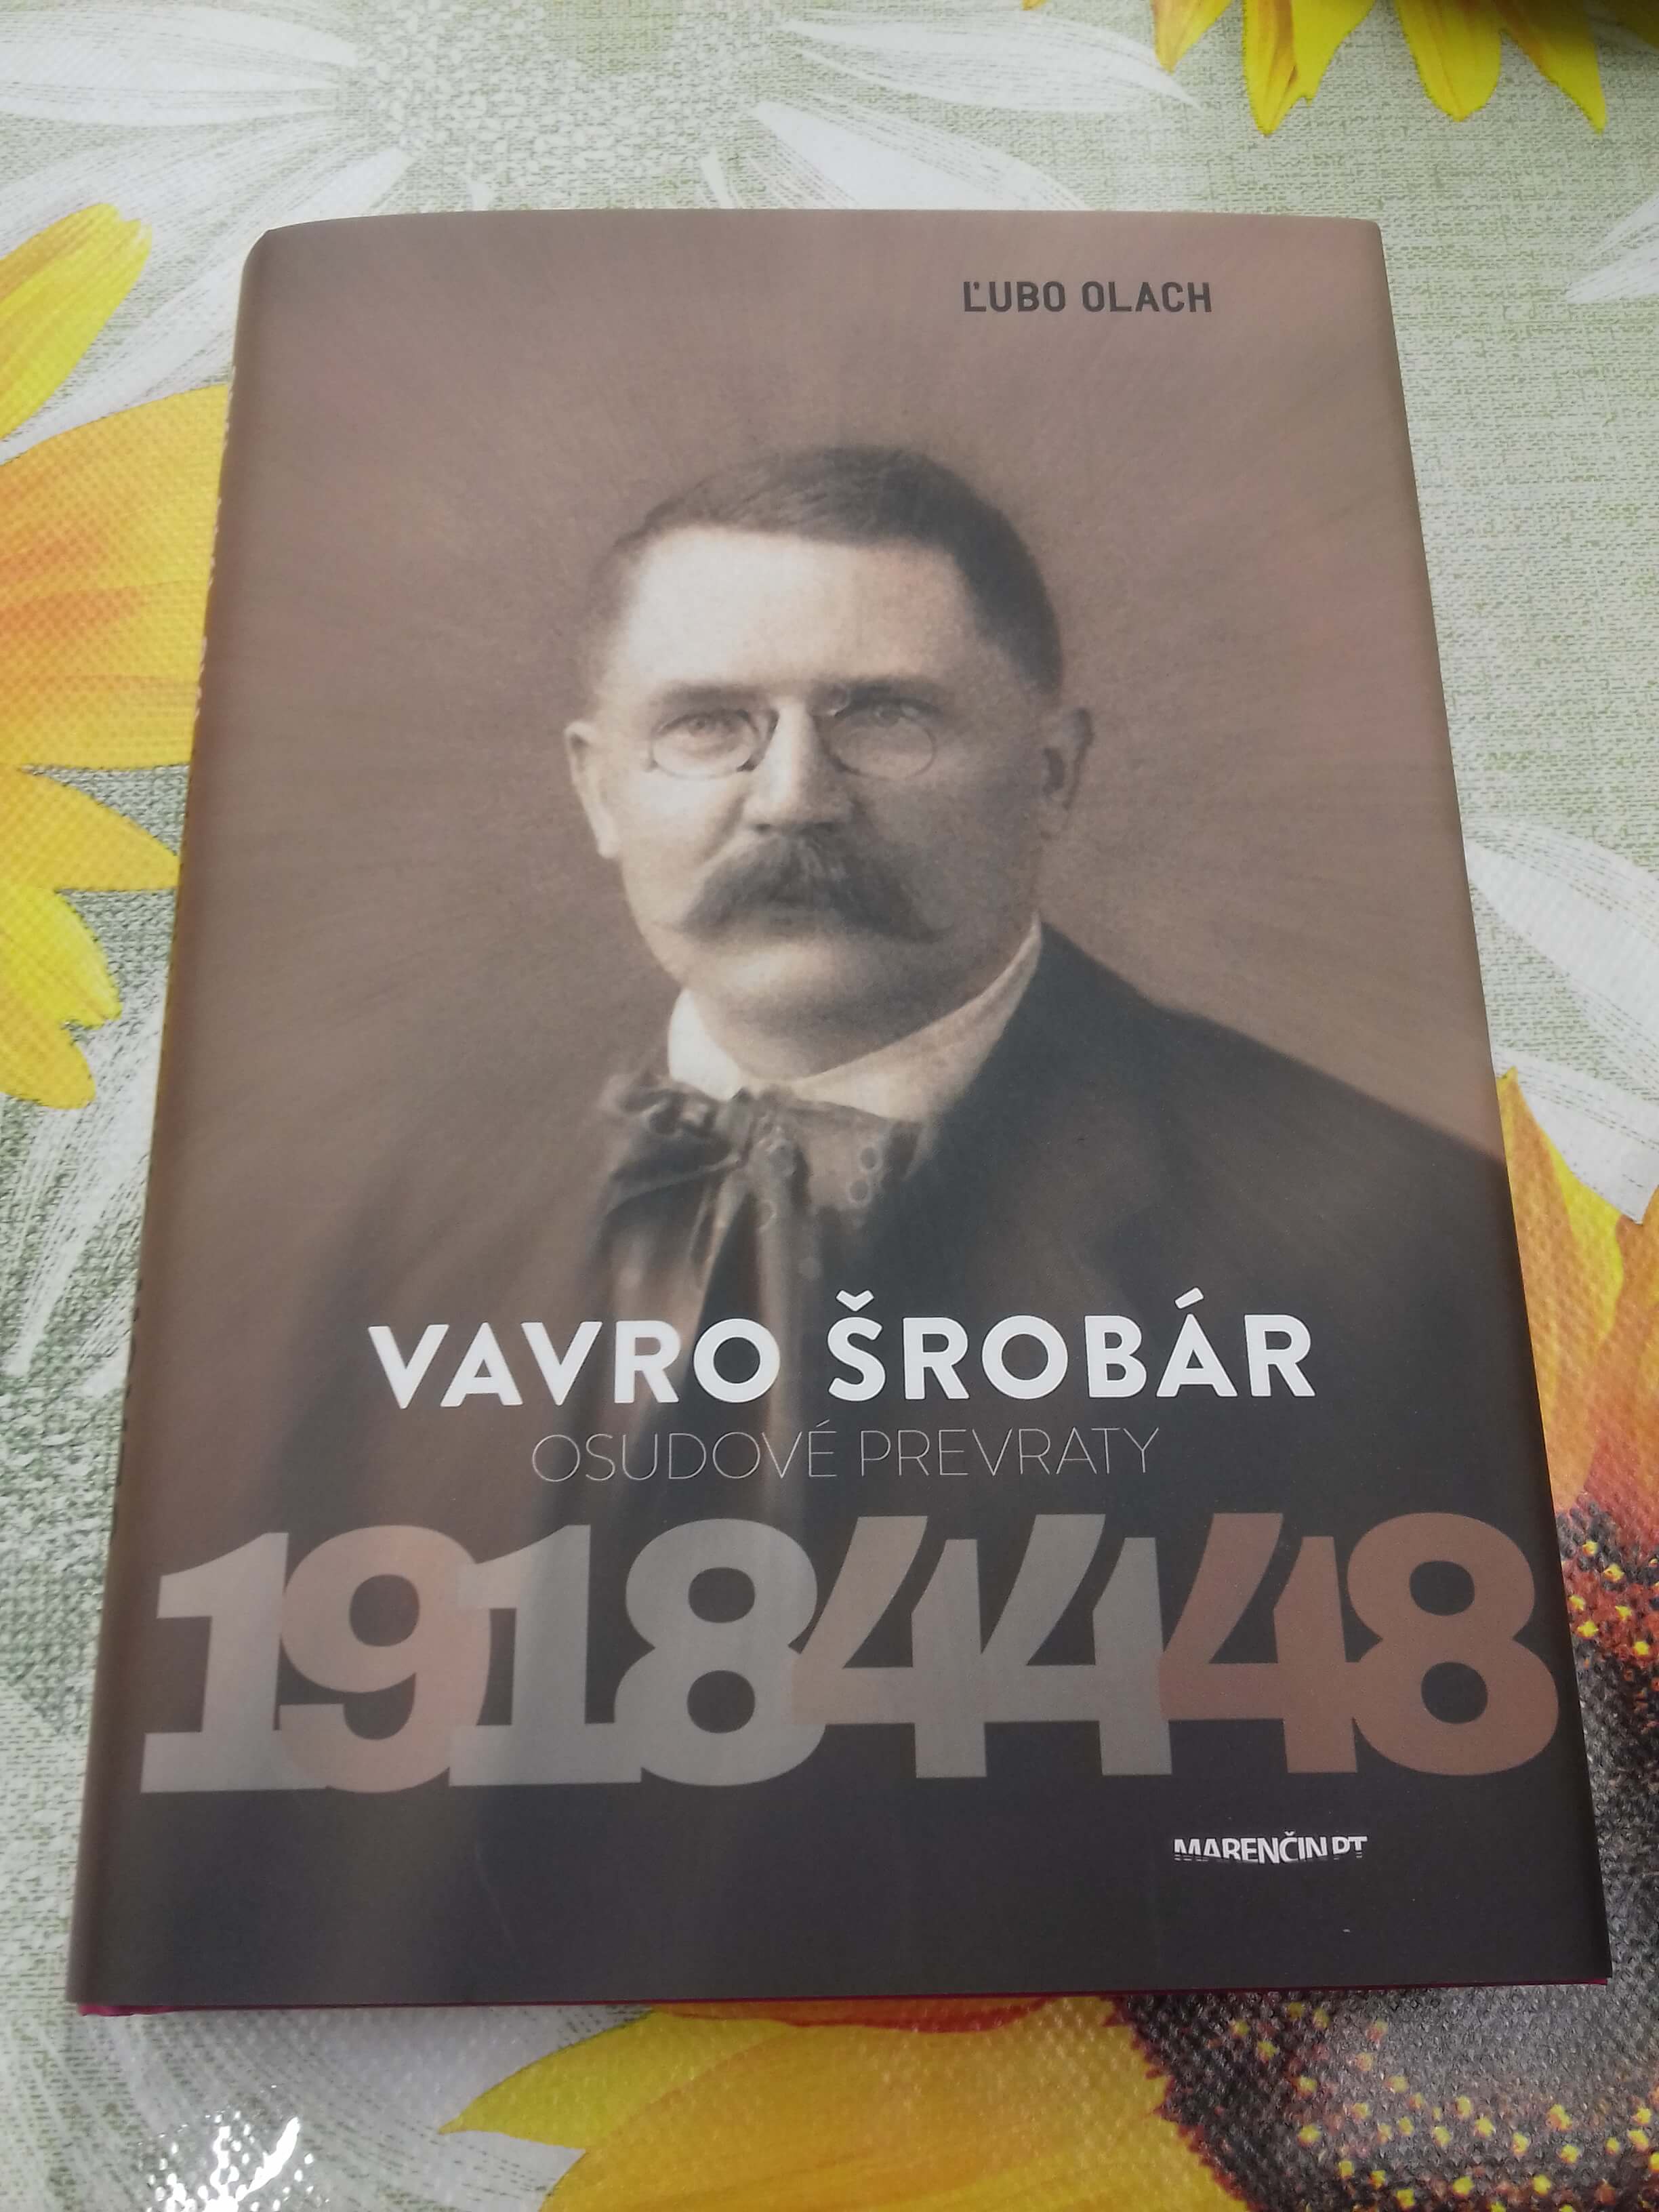 ĽUBO OLACH
VAVRO ŠROBÁR
OSUDOVÉ PREVRATY
19184448
MARENČIN PT